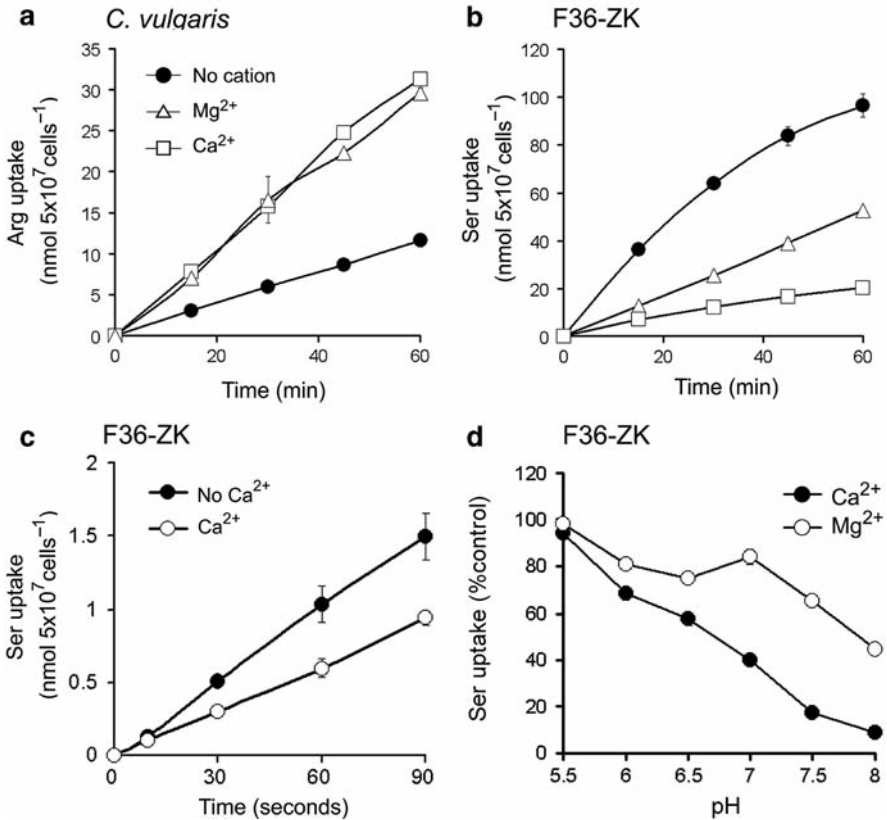 a C. vulgaris
No cation
Mg²⁺
Ca²⁺
Arg uptake
(nmol 5x10⁷cells⁻¹)
35
30
25
20
15
10
5
0
0 20 40 60
Time (min)
b F36-ZK
Ser uptake
(nmol 5x10⁷cells⁻¹)
120
100
80
60
40
20
0
0 20 40 60
Time (min)
c F36-ZK
No Ca²⁺
Ca²⁺
Ser uptake
(nmol 5x10⁷cells⁻¹)
2
1.5
1
0.5
0
0 30 60 90
Time (seconds)
d F36-ZK
Ca²⁺
Mg²⁺
Ser uptake (%control)
120
100
80
60
40
20
0
5.5 6 6.5 7 7.5 8
pH